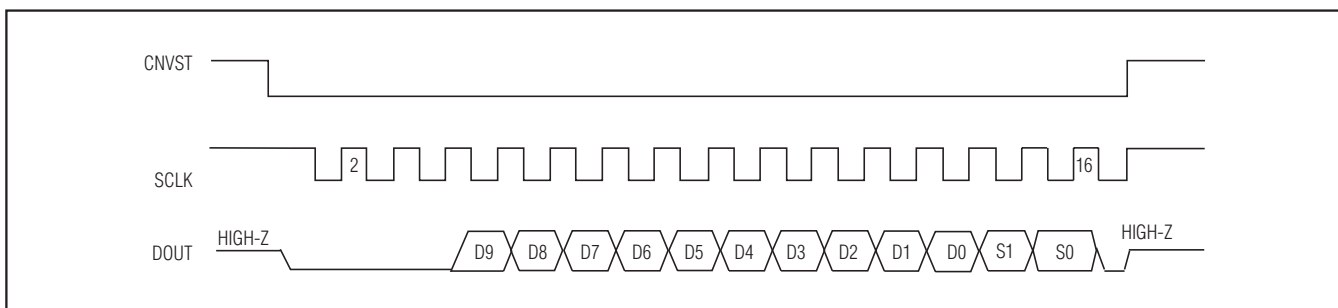 CNVST
2
16
SCLK
HIGH-Z
HIGH-Z
DOUT
D9 D8 D7 D6 D5 D4 D3 D2 D1 D0 S1 S0